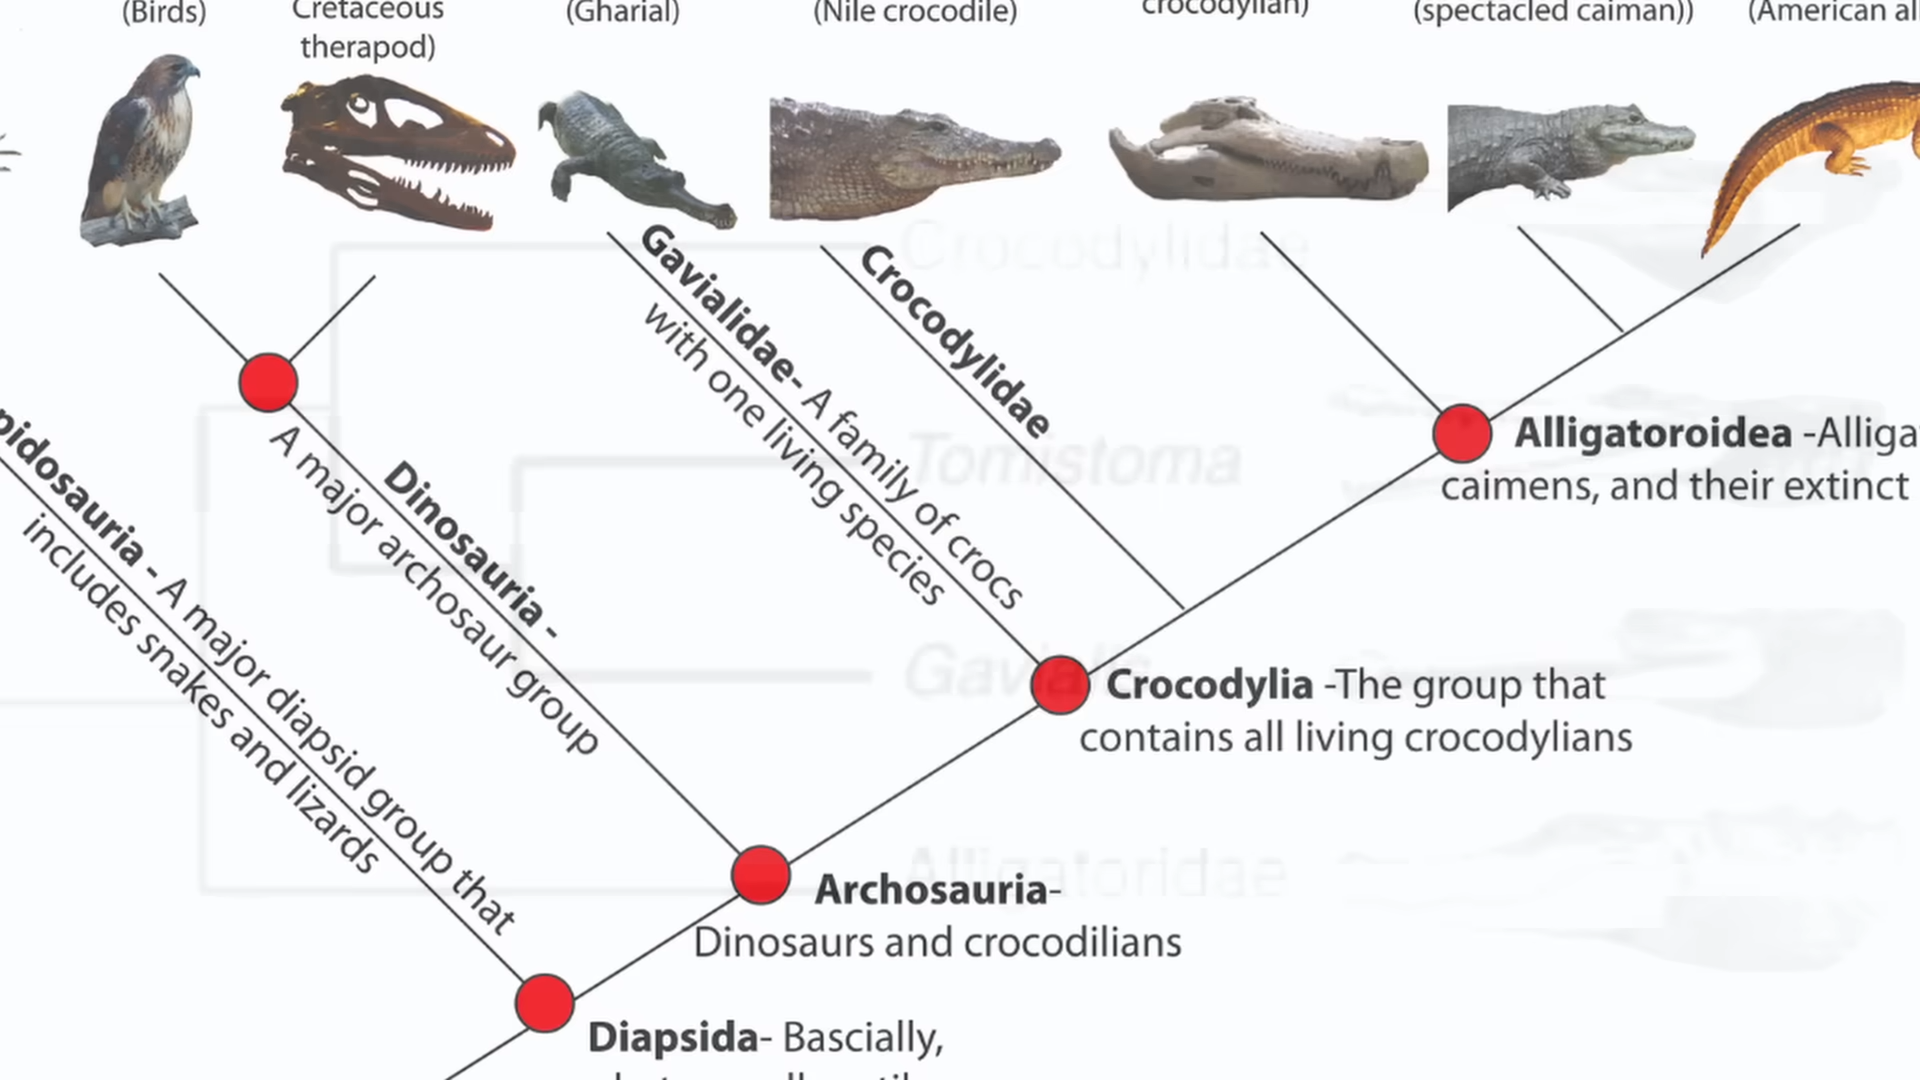 (Birds)
Cretaceous
therapod)
(Gharial)
(Nile crocodile)
crocodylian)
(spectacled caiman))
(American al
Crocodylidae
Tomistoma
Gavialis
Alligatoridae
pidosauria - A major diapsid group that
includes snakes and lizards
Dinosauria -
A major archosaur group
Gavialidae- A family of crocs
with one living species
Crocodylidae
Alligatoroidea -Alliga
caimens, and their extinct
Crocodylia -The group that
contains all living crocodylians
Archosauria-
Dinosaurs and crocodilians
Diapsida- Bascially,